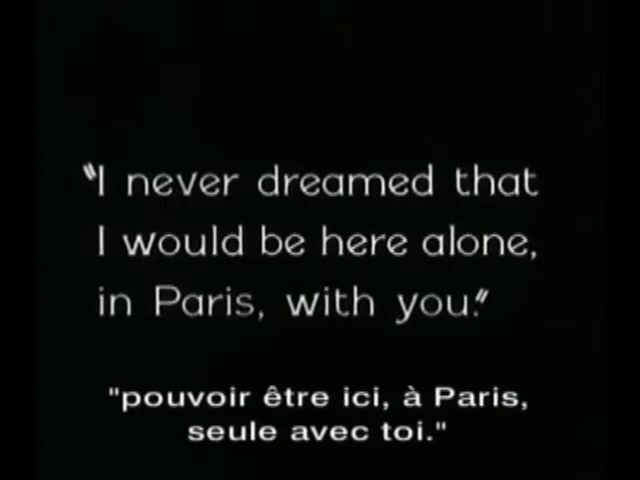 "I never dreamed that
I would be here alone,
in Paris, with you."
"pouvoir être ici, à Paris,
seule avec toi."